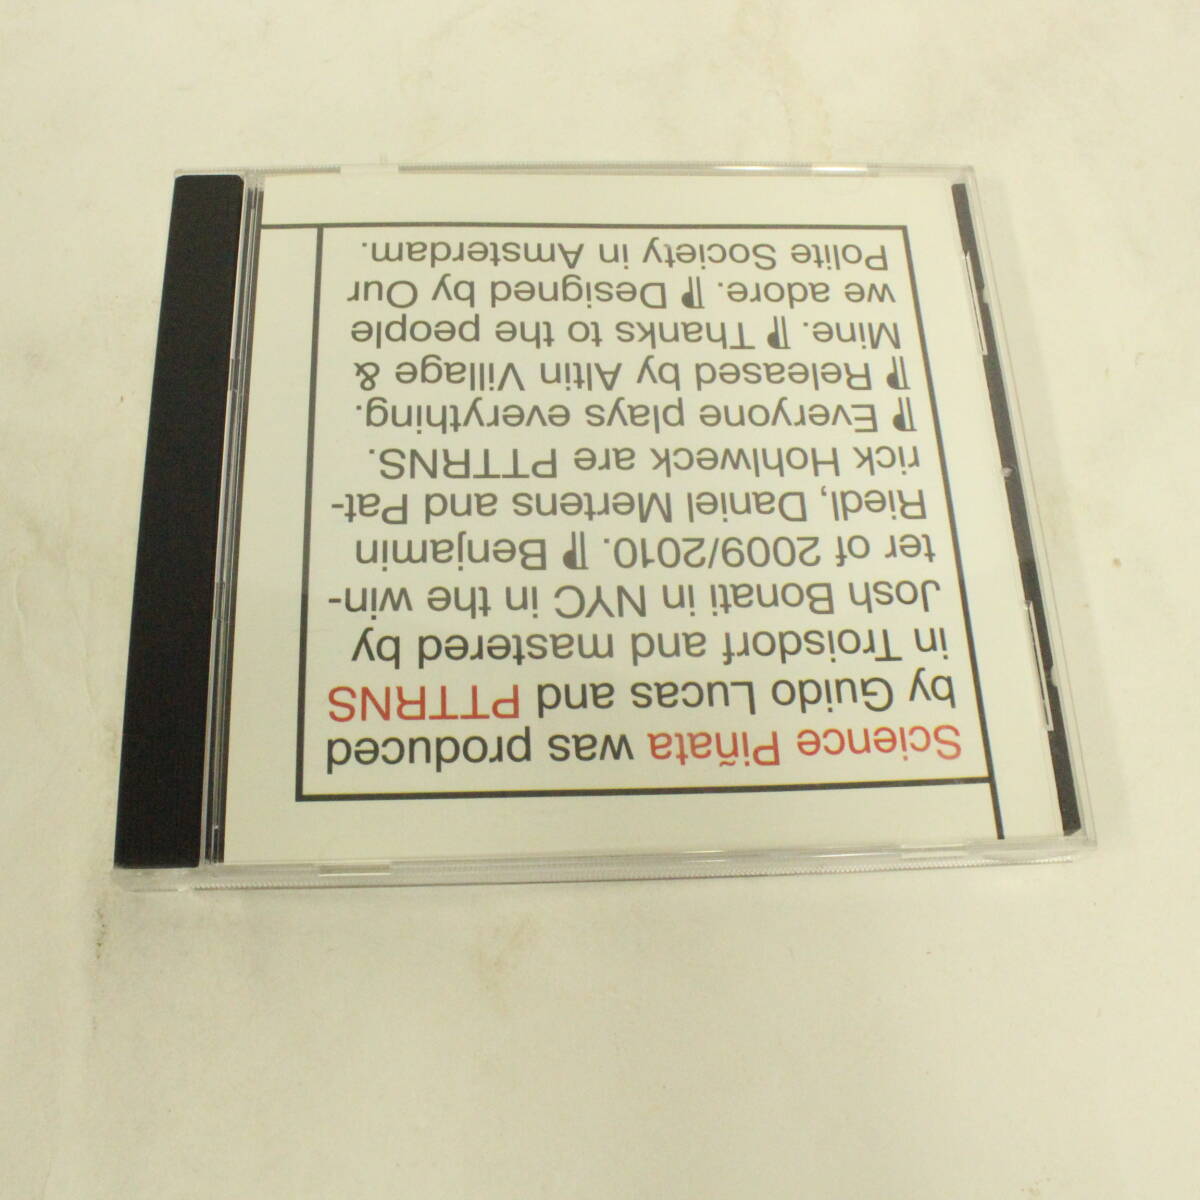 Science Piñata was produced
by Guido Lucas and PTTRNS
in Troisdorf and mastered by
Josh Bonati in NYC in the win-
ter of 2009/2010. ⁋ Benjamin
Riedl, Daniel Mertens and Pat-
rick Hohlweck are PTTRNS.
⁋ Everyone plays everything.
⁋ Released by Altin Village &
Mine. ⁋ Thanks to the people
we adore. ⁋ Designed by Our
Polite Society in Amsterdam.